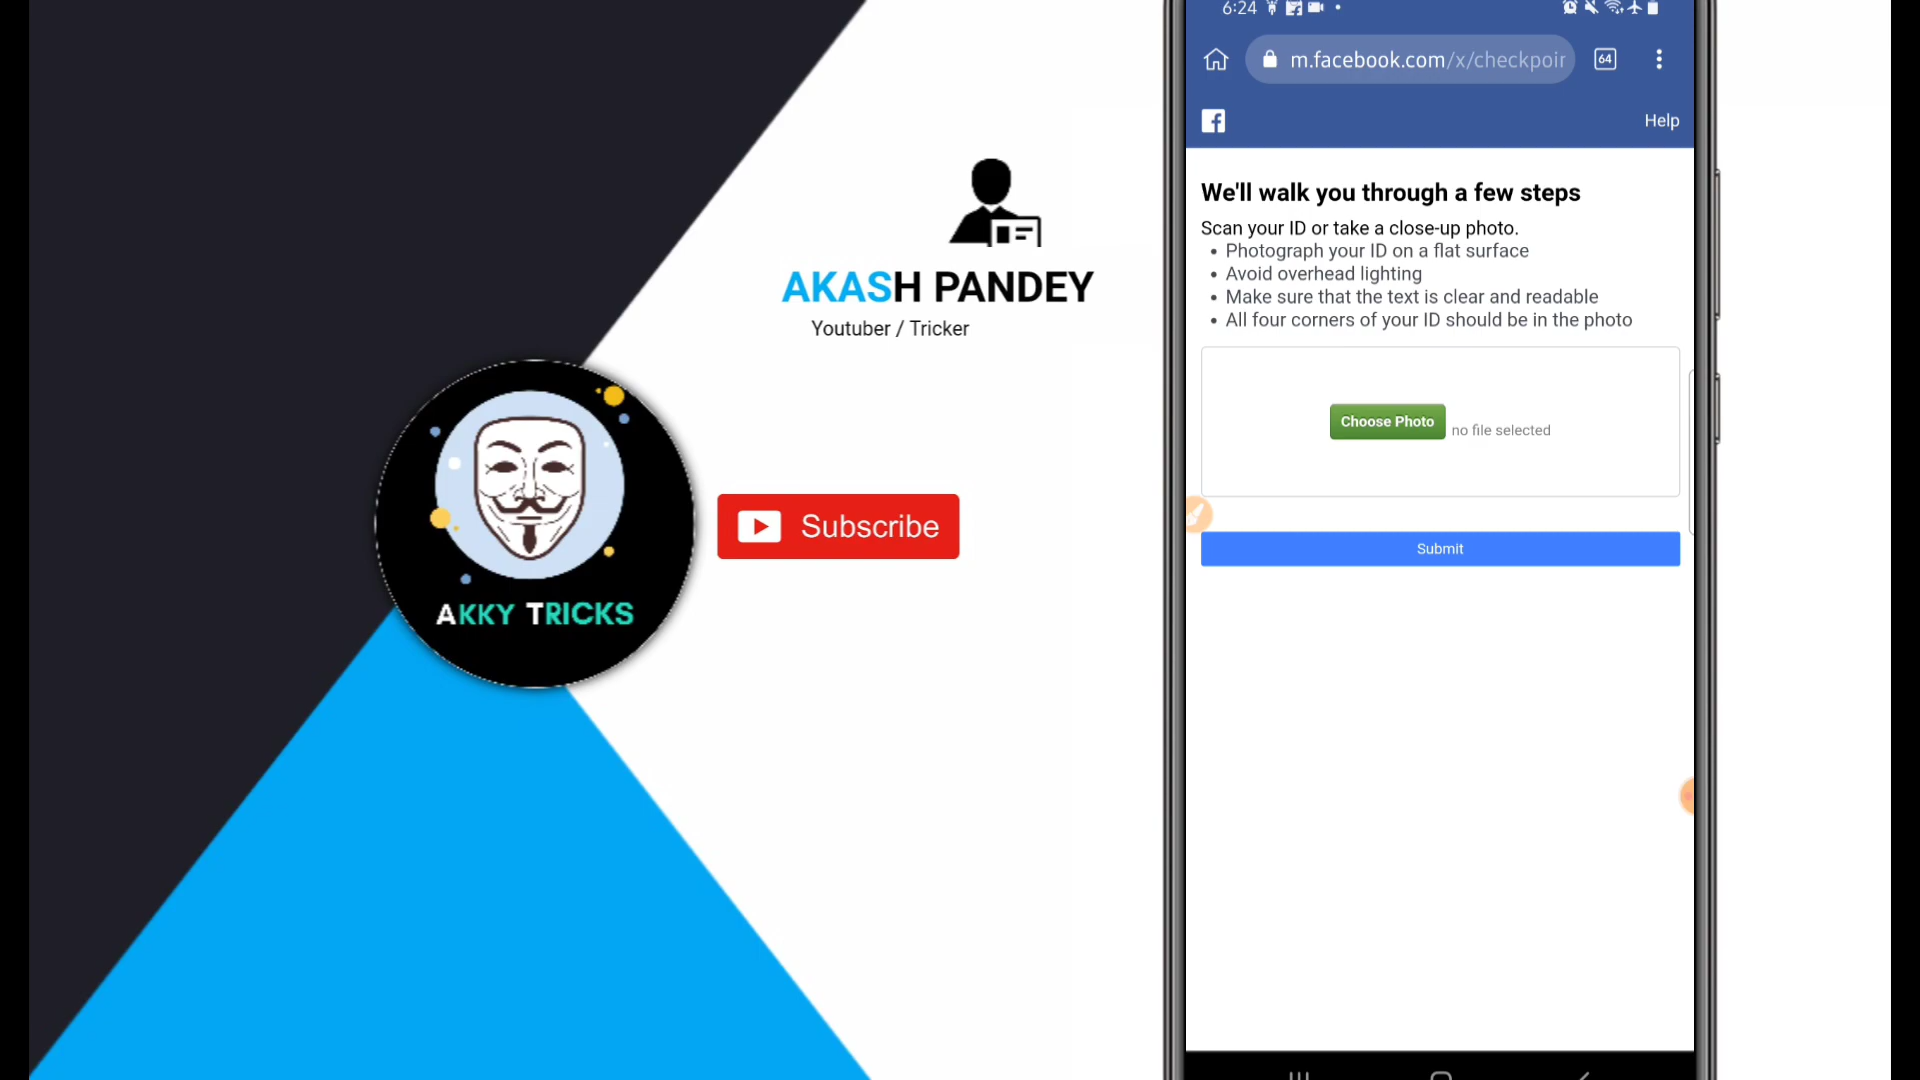 AKASH PANDEY
Youtuber / Tricker
AKKY TRICKS
Subscribe
6:24
m.facebook.com/x/checkpoin
64
Help
We'll walk you through a few steps
Scan your ID or take a close-up photo.
• Photograph your ID on a flat surface
• Avoid overhead lighting
• Make sure that the text is clear and readable
• All four corners of your ID should be in the photo
Choose Photo no file selected
Submit